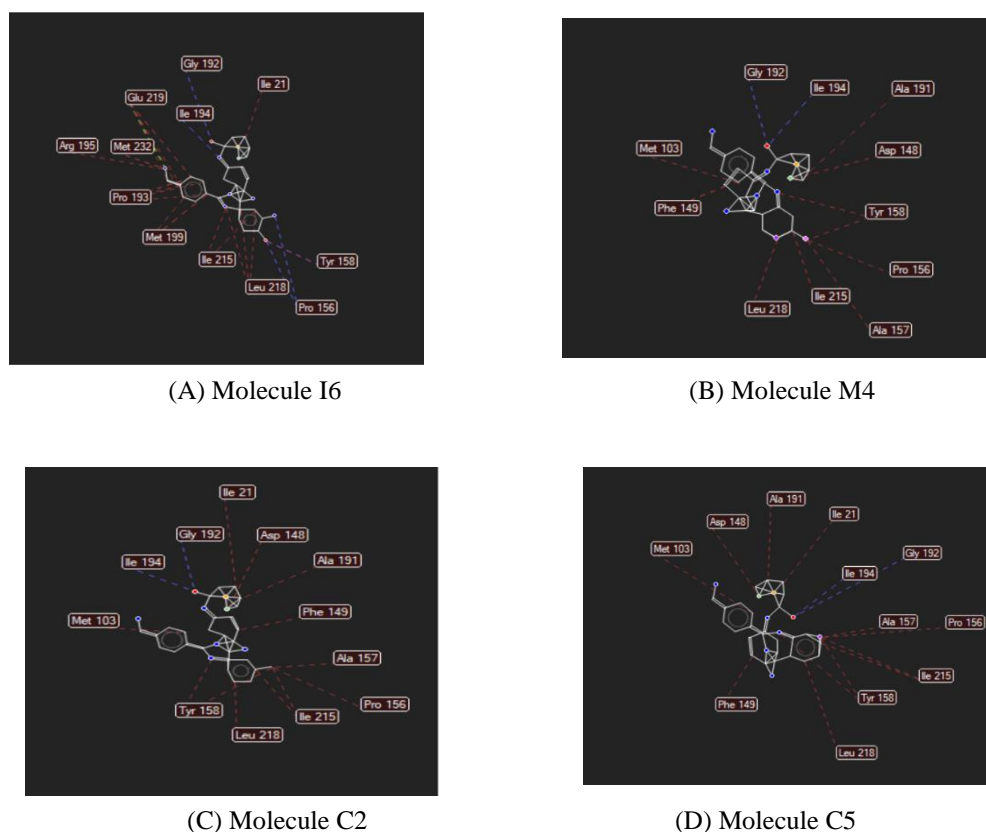 Gly 192
Ile 21
Glu 219
Ile 194
Arg 195
Met 232
Pro 193
Met 199
Ile 215
Tyr 158
Leu 218
Pro 156
(A) Molecule I6
Gly 192
Ile 194
Ala 191
Met 103
Asp 148
Phe 149
Tyr 158
Pro 156
Ile 215
Leu 218
Ala 157
(B) Molecule M4
Ile 21
Gly 192
Asp 148
Ile 194
Ala 191
Met 103
Phe 149
Ala 157
Pro 156
Tyr 158
Ile 215
Leu 218
(C) Molecule C2
Ala 191
Ile 21
Asp 148
Met 103
Gly 192
Ile 194
Ala 157
Pro 156
Ile 215
Tyr 158
Phe 149
Leu 218
(D) Molecule C5